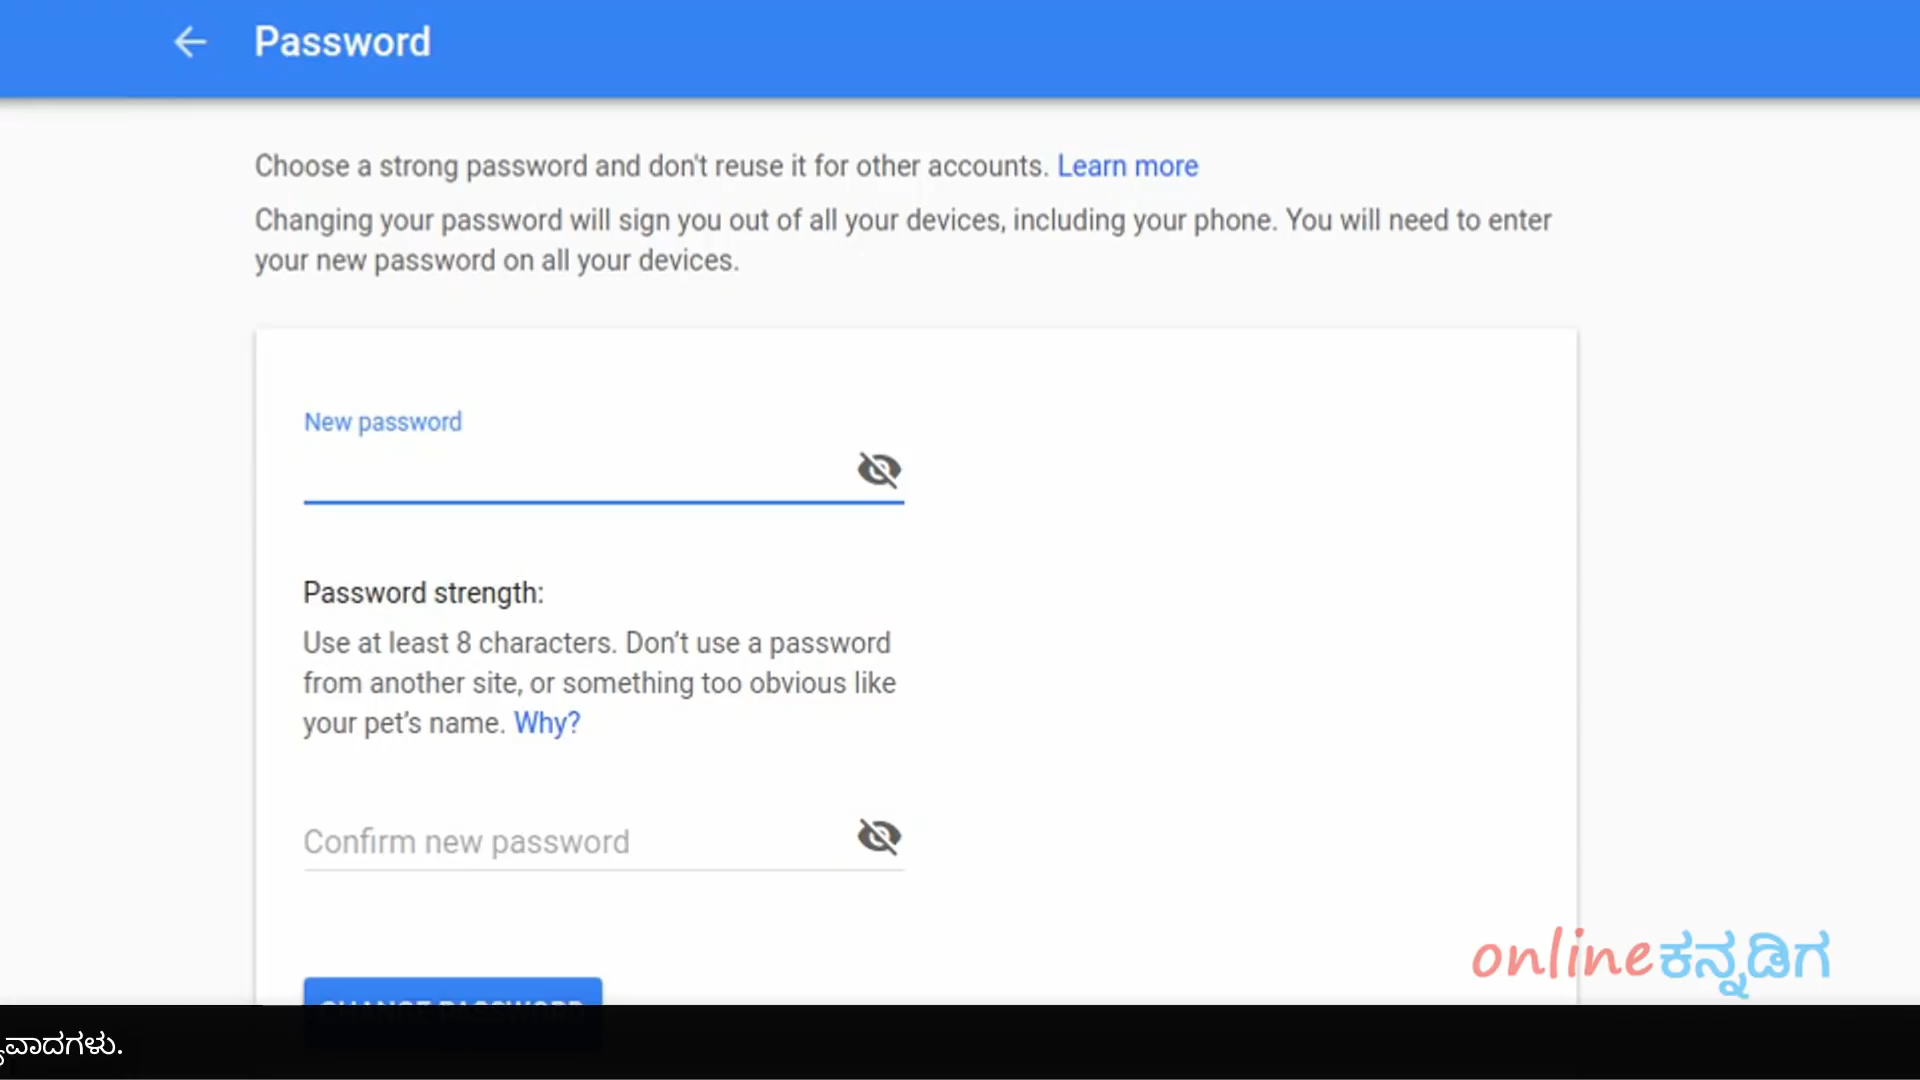 Password
Choose a strong password and don't reuse it for other accounts. Learn more
Changing your password will sign you out of all your devices, including your phone. You will need to enter
your new password on all your devices.
New password
Password strength:
Use at least 8 characters. Don’t use a password
from another site, or something too obvious like
your pet’s name. Why?
Confirm new password
onlineಕನ್ನಡಿಗ
CHANGE PASSWORD